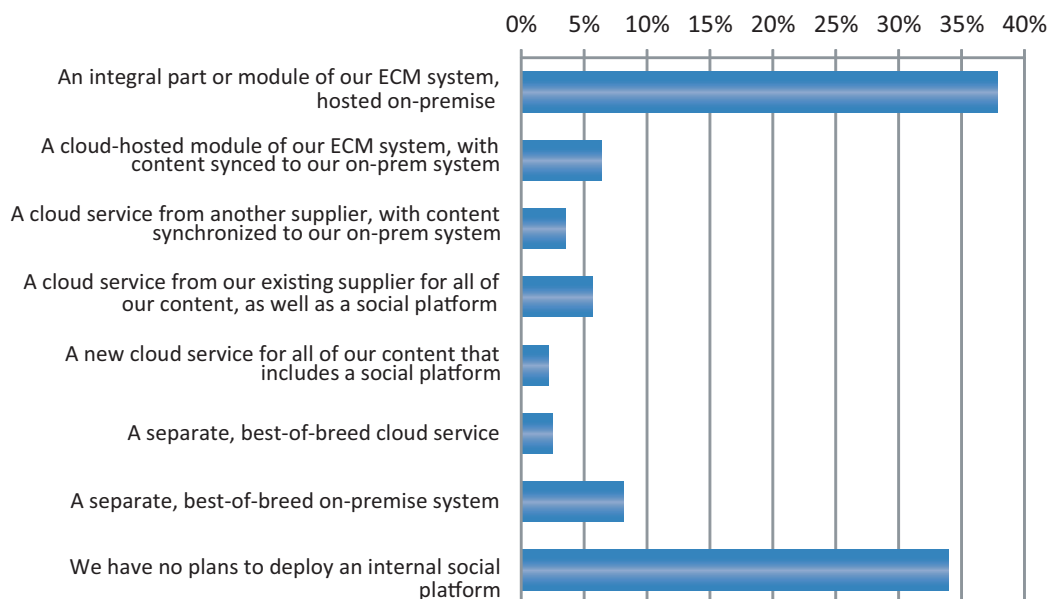 0% 5% 10% 15% 20% 25% 30% 35% 40%
An integral part or module of our ECM system,
hosted on-premise
A cloud-hosted module of our ECM system, with
content synced to our on-prem system
A cloud service from another supplier, with content
synchronized to our on-prem system
A cloud service from our existing supplier for all of
our content, as well as a social platform
A new cloud service for all of our content that
includes a social platform
A separate, best-of-breed cloud service
A separate, best-of-breed on-premise system
We have no plans to deploy an internal social
platform